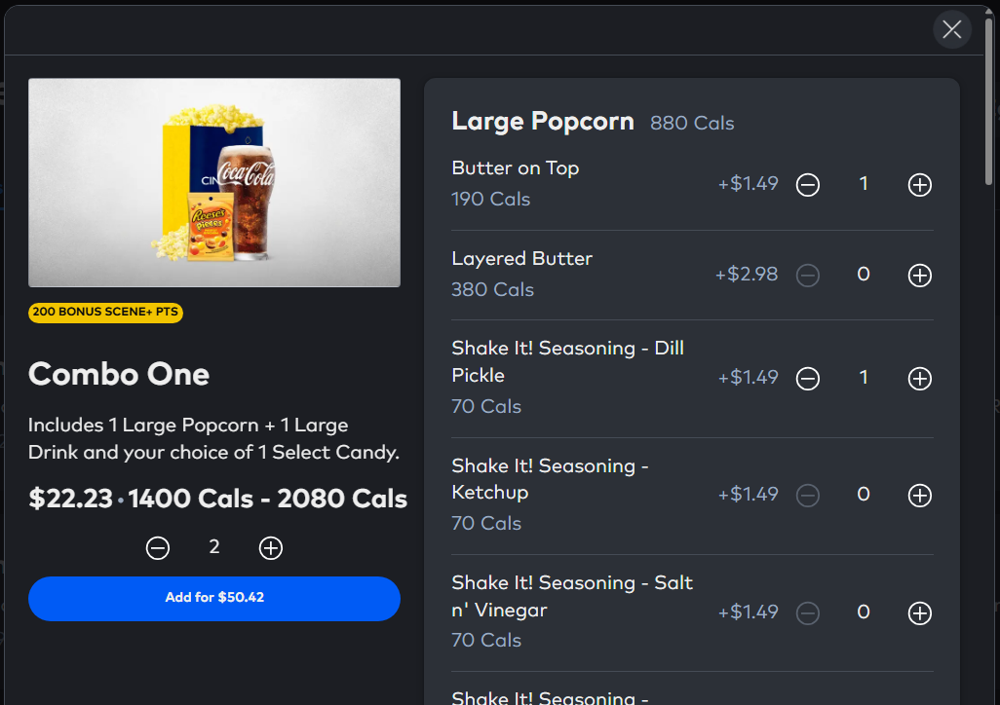 CIN
Coca-Cola
Reese's
Pieces
200 BONUS SCENE+ PTS
Combo One
Includes 1 Large Popcorn + 1 Large
Drink and your choice of 1 Select Candy.
$22.23 · 1400 Cals - 2080 Cals
2
Add for $50.42
Large Popcorn 880 Cals
Butter on Top
190 Cals
+$1.49
1
Layered Butter
380 Cals
+$2.98
0
Shake It! Seasoning - Dill
Pickle
70 Cals
+$1.49
1
Shake It! Seasoning -
Ketchup
70 Cals
+$1.49
0
Shake It! Seasoning - Salt
n' Vinegar
70 Cals
+$1.49
0
Shake It! Seasoning -